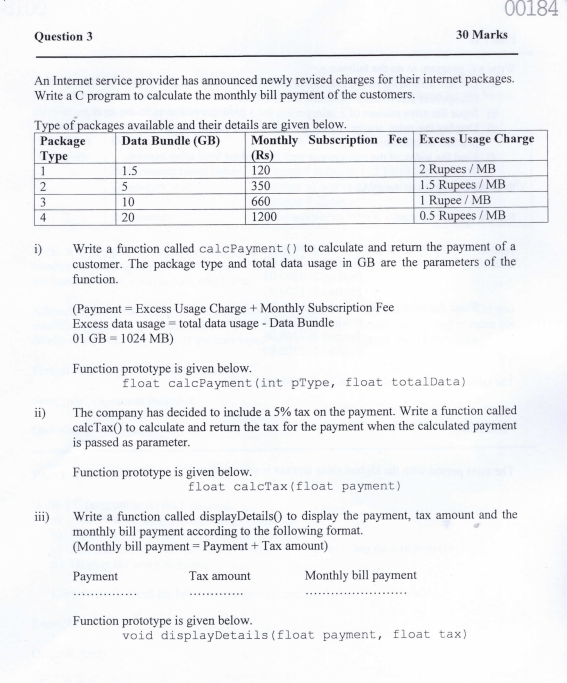 00184
Question 3 30 Marks
An Internet service provider has announced newly revised charges for their internet packages.
Write a C program to calculate the monthly bill payment of the customers.
Type of packages available and their details are given below.
Package Type Data Bundle (GB) Monthly Subscription Fee (Rs) Excess Usage Charge
1 1.5 120 2 Rupees / MB
2 5 350 1.5 Rupees / MB
3 10 660 1 Rupee / MB
4 20 1200 0.5 Rupees / MB
i) Write a function called calcPayment() to calculate and return the payment of a
customer. The package type and total data usage in GB are the parameters of the
function.
(Payment = Excess Usage Charge + Monthly Subscription Fee
Excess data usage = total data usage - Data Bundle
01 GB = 1024 MB)
Function prototype is given below.
float calcPayment(int pType, float totalData)
ii) The company has decided to include a 5% tax on the payment. Write a function called
calcTax() to calculate and return the tax for the payment when the calculated payment
is passed as parameter.
Function prototype is given below.
float calcTax(float payment)
iii) Write a function called displayDetails() to display the payment, tax amount and the
monthly bill payment according to the following format.
(Monthly bill payment = Payment + Tax amount)
Payment Tax amount Monthly bill payment
.............. ............ .......................
Function prototype is given below.
void displayDetails(float payment, float tax)